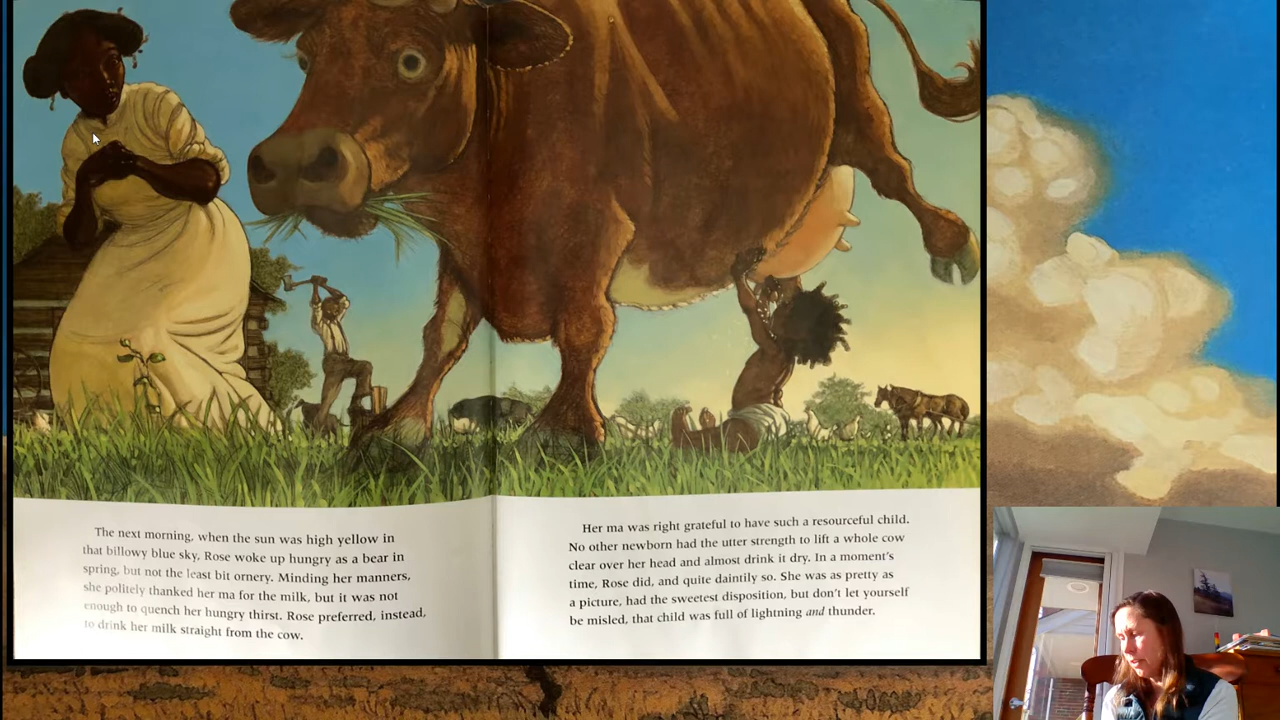 The next morning, when the sun was high yellow in
that billowy blue sky, Rose woke up hungry as a bear in
spring, but not the least bit ornery. Minding her manners,
she politely thanked her ma for the milk, but it was not
enough to quench her hungry thirst. Rose preferred, instead,
to drink her milk straight from the cow.
Her ma was right grateful to have such a resourceful child.
No other newborn had the utter strength to lift a whole cow
clear over her head and almost drink it dry. In a moment's
time, Rose did, and quite daintily so. She was as pretty as
a picture, had the sweetest disposition, but don't let yourself
be misled, that child was full of lightning and thunder.